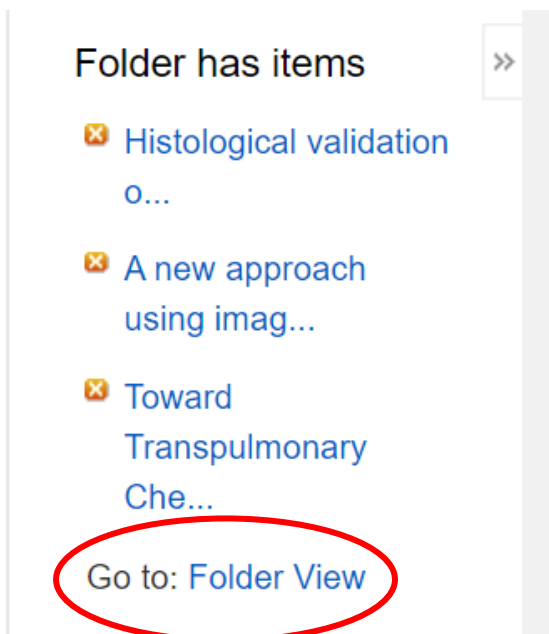 Folder has items
»
Histological validation
o...
A new approach
using imag...
Toward
Transpulmonary
Che...
Go to: Folder View